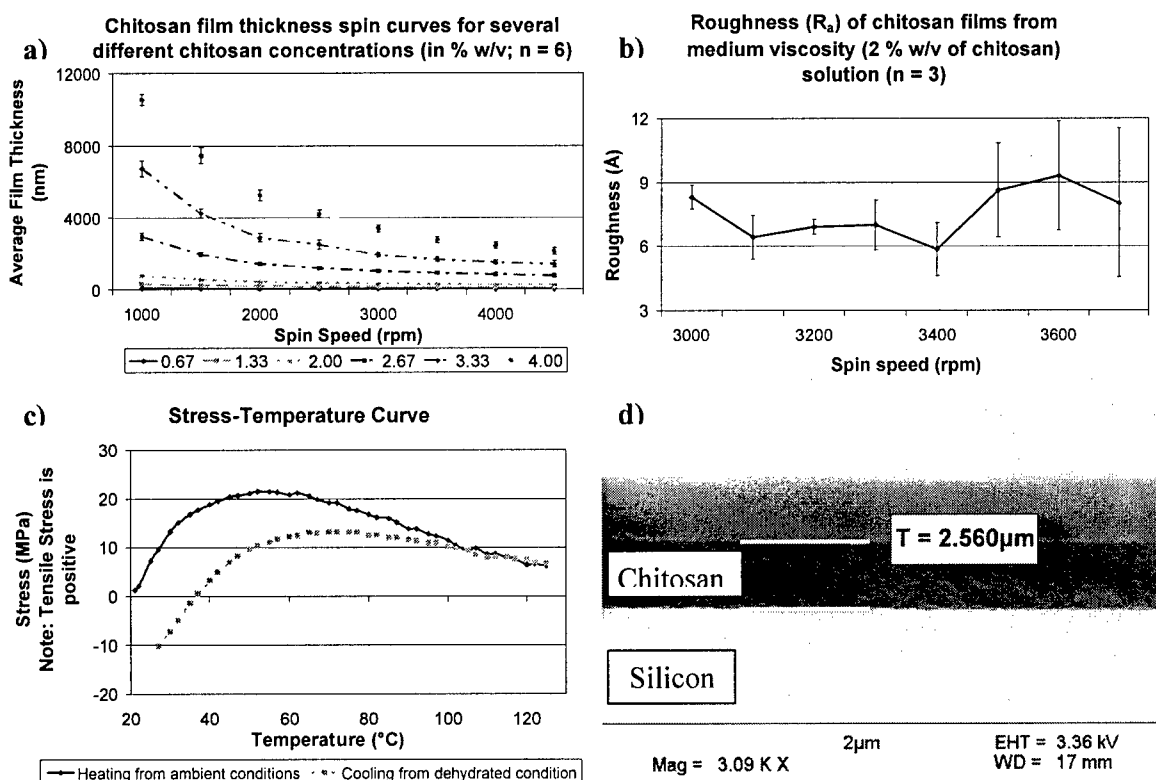 a)
Chitosan film thickness spin curves for several
different chitosan concentrations (in % w/v; n = 6)
Average Film Thickness
(nm)
12000
8000
4000
0
1000
2000
3000
4000
Spin Speed (rpm)
0.67
1.33
2.00
2.67
3.33
4.00
b)
Roughness (Ra) of chitosan films from
medium viscosity (2 % w/v of chitosan)
solution (n = 3)
Roughness (Å)
12
9
6
3
3000
3200
3400
3600
Spin speed (rpm)
c)
Stress-Temperature Curve
Stress (MPa)
Note: Tensile Stress is
positive
30
20
10
0
-10
-20
20
40
60
80
100
120
Temperature (°C)
Heating from ambient conditions
Cooling from dehydrated condition
d)
T = 2.560µm
Chitosan
Silicon
2µm
Mag = 3.09 K X
EHT = 3.36 kV
WD = 17 mm